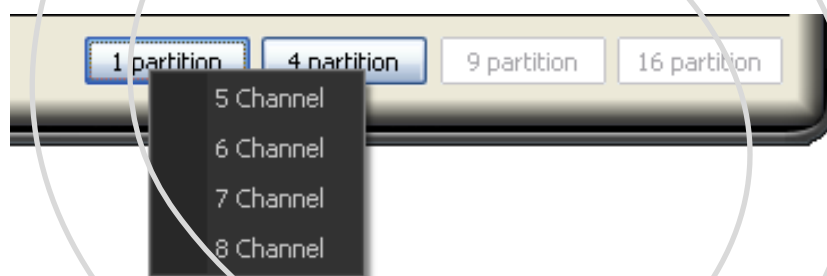 1 partition 4 partition 9 partition 16 partition
5 Channel
6 Channel
7 Channel
8 Channel